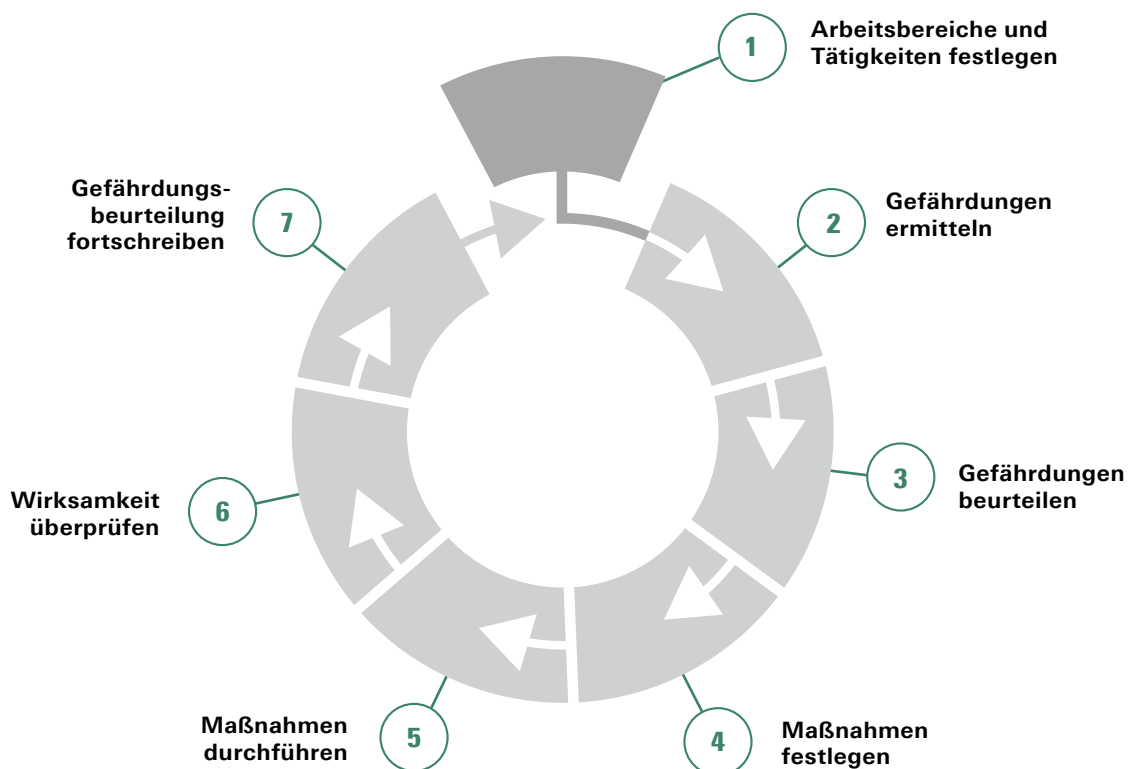 1
Arbeitsbereiche und
Tätigkeiten festlegen
2
Gefährdungen
ermitteln
3
Gefährdungen
beurteilen
4
Maßnahmen
festlegen
5
Maßnahmen
durchführen
6
Wirksamkeit
überprüfen
7
Gefährdungs-
beurteilung
fortschreiben